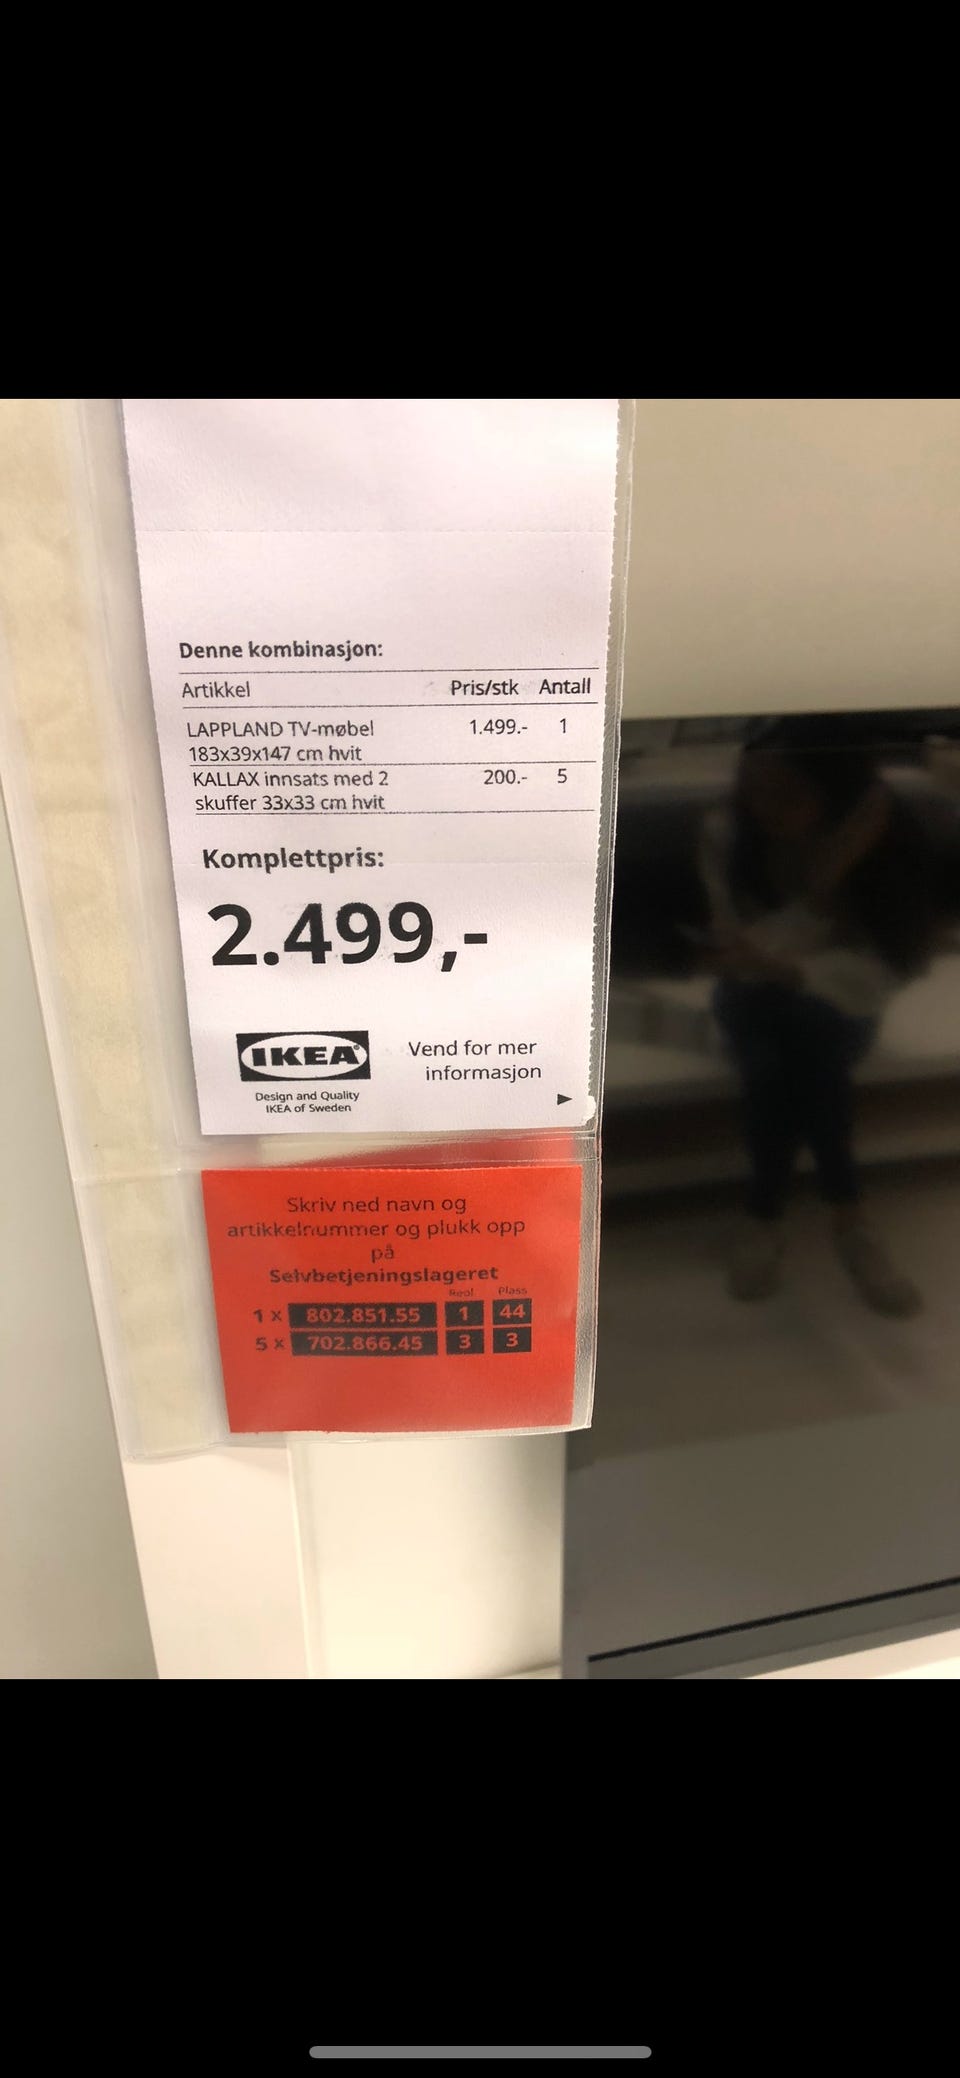 Denne kombinasjon:
Artikkel Pris/stk Antall
LAPPLAND TV-møbel 1.499.- 1
183x39x147 cm hvit
KALLAX innsats med 2 200.- 5
skuffer 33x33 cm hvit
Komplettpris:
2.499,-
IKEA®
Vend for mer
informasjon
Design and Quality
IKEA of Sweden
Skriv ned navn og
artikkelnummer og plukk opp
på
Selvbetjeningslageret
Reol Plass
1 x 802.851.55 1 44
5 x 702.866.45 3 3